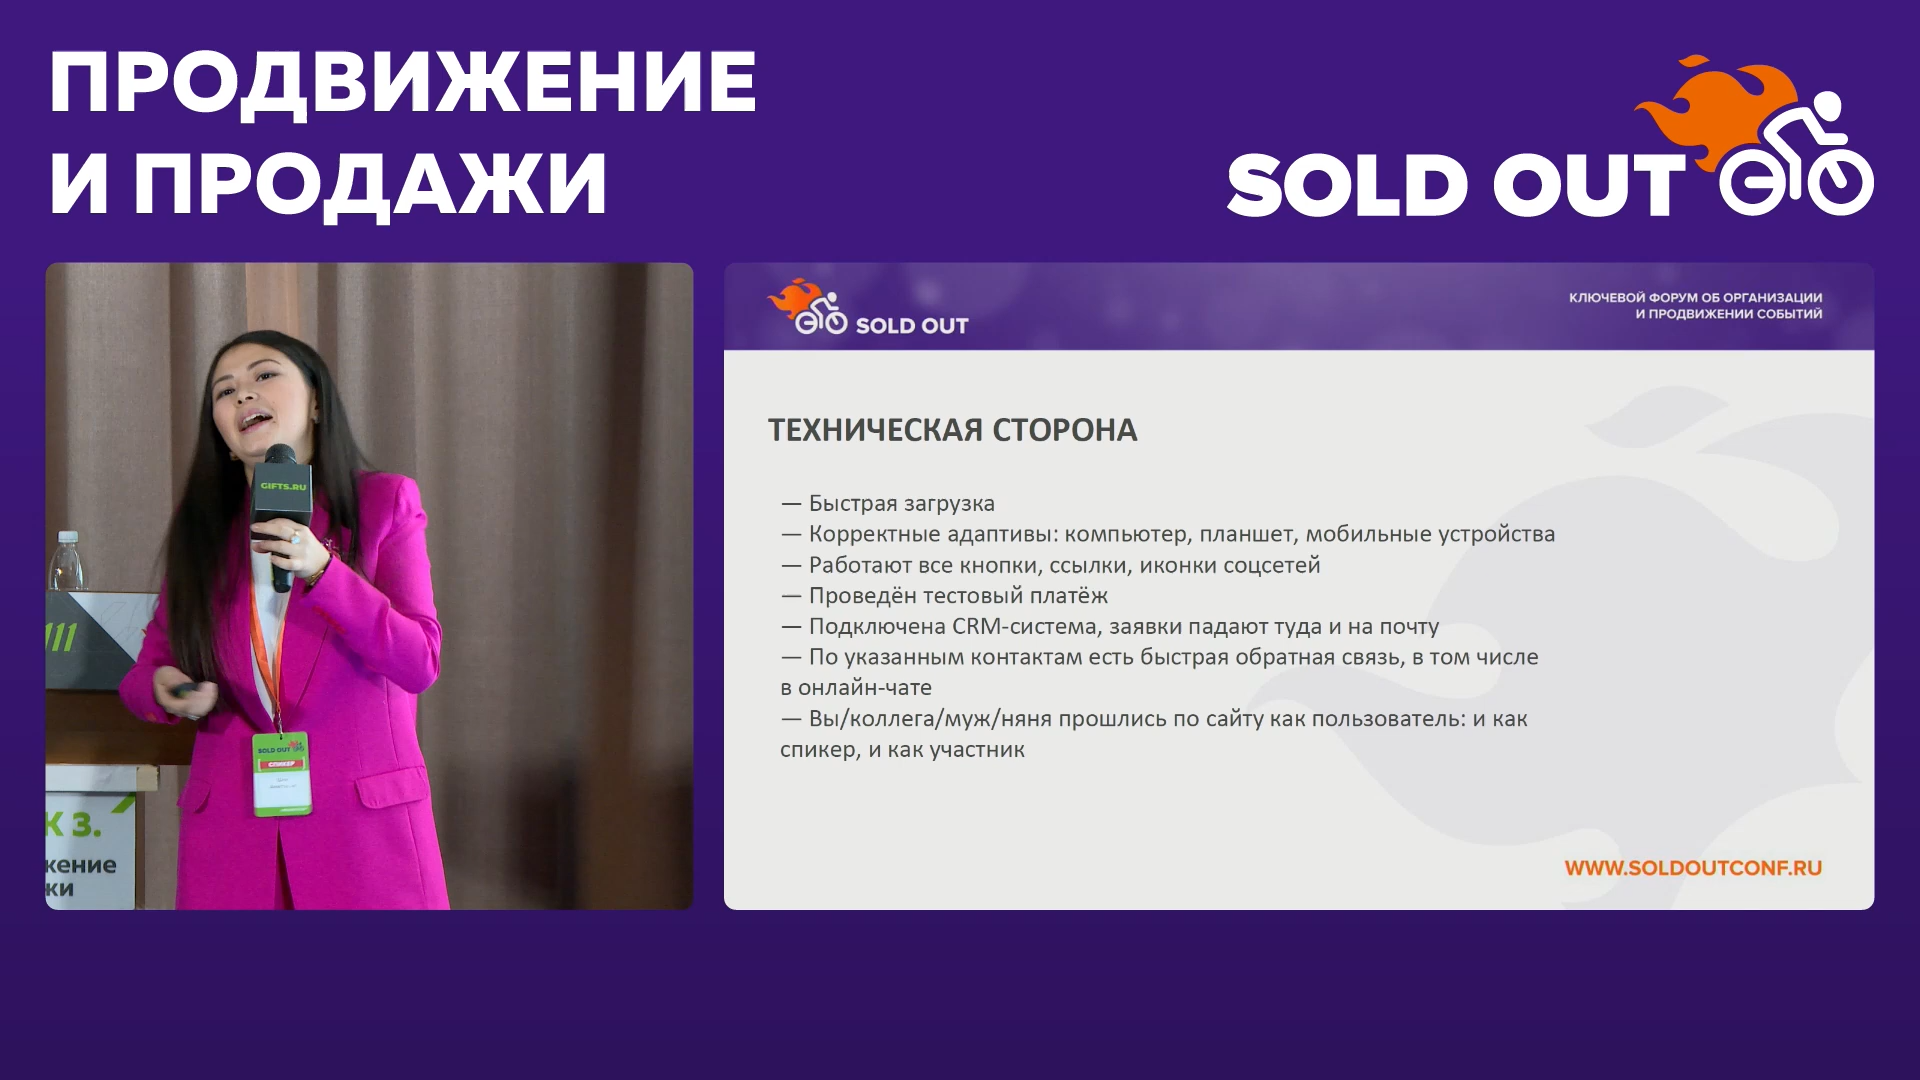 ПРОДВИЖЕНИЕ
И ПРОДАЖИ
SOLD OUT
GIFTS.RU
SOLD OUT
СПИКЕР
К 3.
жение
жи
SOLD OUT
КЛЮЧЕВОЙ ФОРУМ ОБ ОРГАНИЗАЦИИ
И ПРОДВИЖЕНИИ СОБЫТИЙ
ТЕХНИЧЕСКАЯ СТОРОНА
— Быстрая загрузка
— Корректные адаптивы: компьютер, планшет, мобильные устройства
— Работают все кнопки, ссылки, иконки соцсетей
— Проведён тестовый платёж
— Подключена CRM-система, заявки падают туда и на почту
— По указанным контактам есть быстрая обратная связь, в том числе
в онлайн-чате
— Вы/коллега/муж/няня прошлись по сайту как пользователь: и как
спикер, и как участник
WWW.SOLDOUTCONF.RU